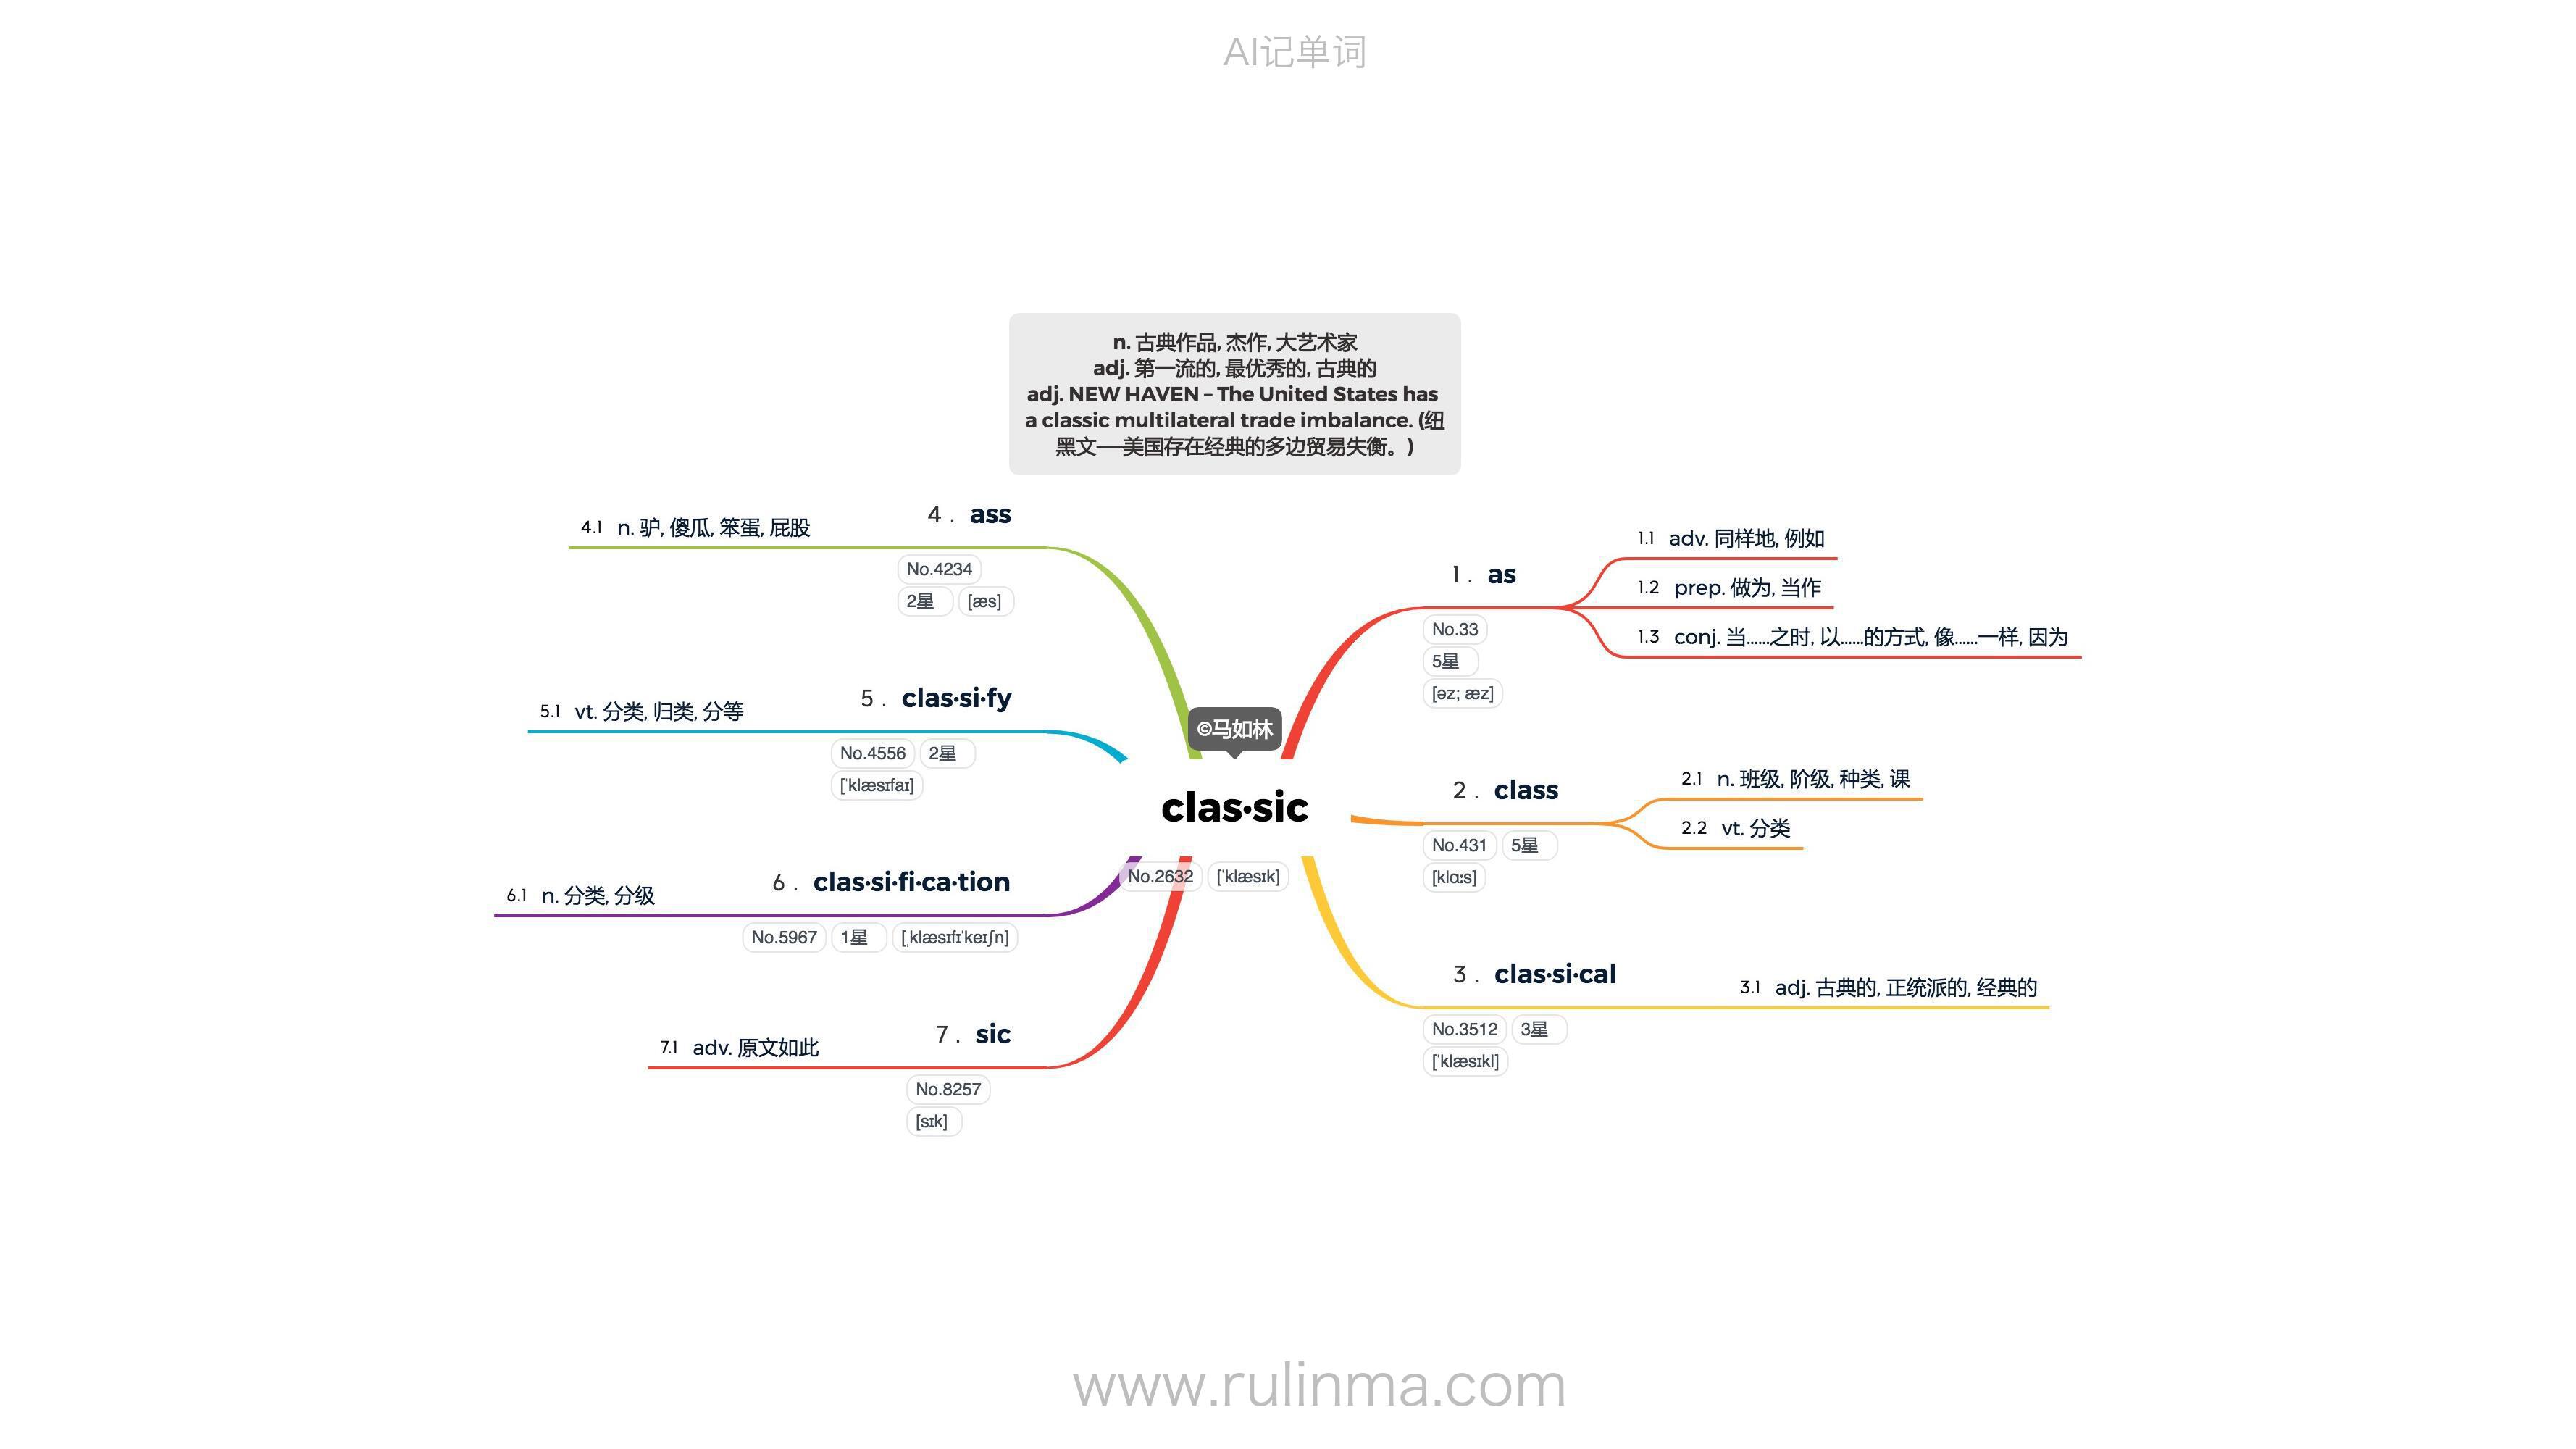 AI记单词
n. 古典作品, 杰作, 大艺术家
adj. 第一流的, 最优秀的, 古典的
adj. NEW HAVEN – The United States has
a classic multilateral trade imbalance. (纽
黑文——美国存在经典的多边贸易失衡。)
©马如林
clas·sic
No.2632 [ˈklæsɪk]
1 . as
No.33
5星
[əz; æz]
1.1 adv. 同样地, 例如
1.2 prep. 做为, 当作
1.3 conj. 当……之时, 以……的方式, 像……一样, 因为
2 . class
No.431 5星
[klɑːs]
2.1 n. 班级, 阶级, 种类, 课
2.2 vt. 分类
3 . clas·si·cal
No.3512 3星
[ˈklæsɪkl]
3.1 adj. 古典的, 正统派的, 经典的
4 . ass
No.4234
2星 [æs]
4.1 n. 驴, 傻瓜, 笨蛋, 屁股
5 . clas·si·fy
No.4556 2星
[ˈklæsɪfaɪ]
5.1 vt. 分类, 归类, 分等
6 . clas·si·fi·ca·tion
No.5967 1星 [ˌklæsɪfɪˈkeɪʃn]
6.1 n. 分类, 分级
7 . sic
No.8257
[sɪk]
7.1 adv. 原文如此
www.rulinma.com